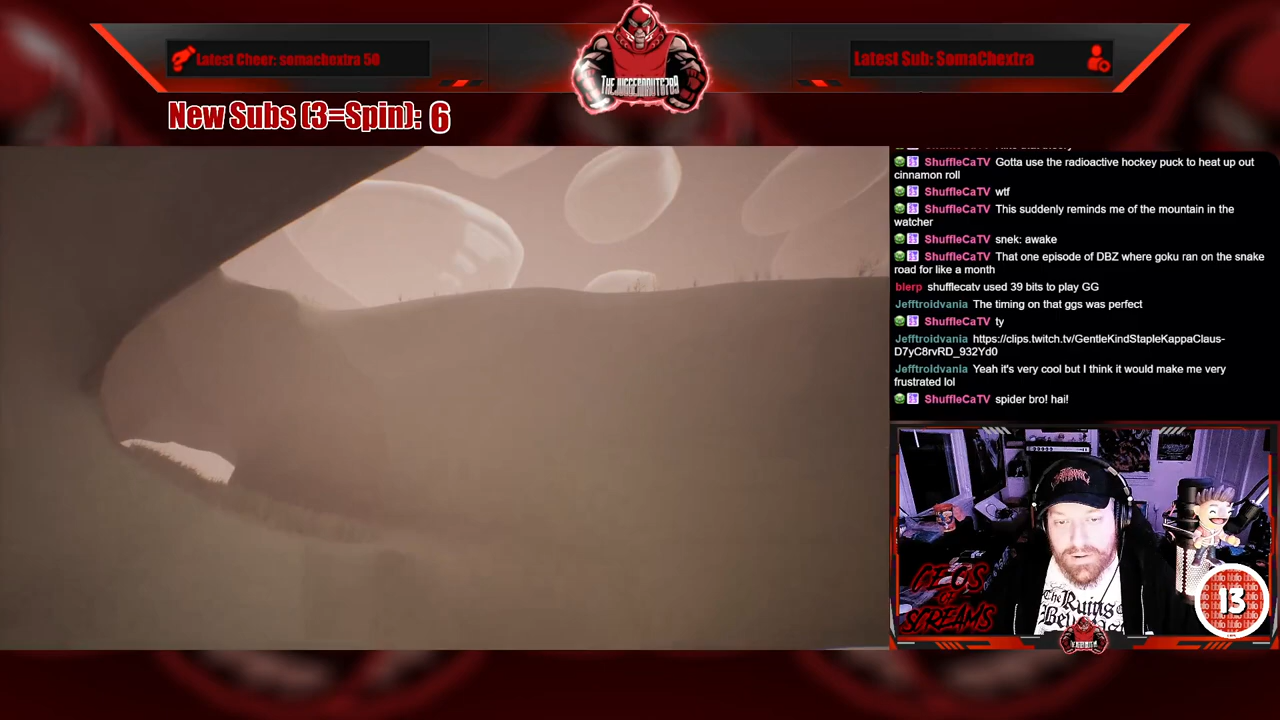 Latest Cheer: somachextra 50
THEJUGGERNAUT6789
Latest Sub: SomaChextra
New Subs (3=Spin): 6
ShuffleCaTV Gotta use the radioactive hockey puck to heat up out
cinnamon roll
ShuffleCaTV wtf
ShuffleCaTV This suddenly reminds me of the mountain in the
watcher
ShuffleCaTV snek: awake
ShuffleCaTV That one episode of DBZ where goku ran on the snake
road for like a month
blerp shufflecatv used 39 bits to play GG
Jefftroidvania The timing on that ggs was perfect
ShuffleCaTV ty
Jefftroidvania https://clips.twitch.tv/GentleKindStapleKappaClaus-
D7yC8rvRD_932Yd0
Jefftroidvania Yeah it's very cool but I think it would make me very
frustrated lol
ShuffleCaTV spider bro! hai!
The Ruins
Of
SCREAMS
13